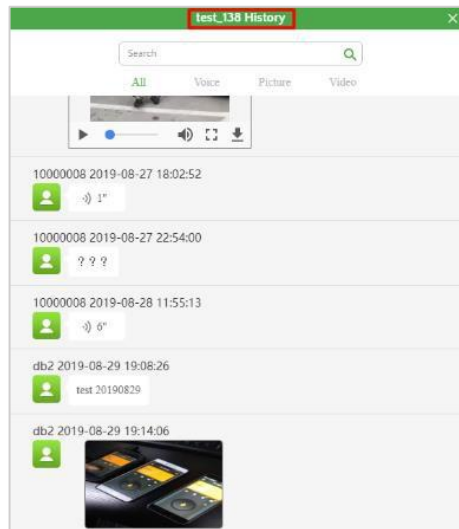 test_138 History
Search
All Voice Picture Video
10000008 2019-08-27 18:02:52
1"
10000008 2019-08-27 22:54:00
? ? ?
10000008 2019-08-28 11:55:13
6"
db2 2019-08-29 19:08:26
test 20190829
db2 2019-08-29 19:14:06